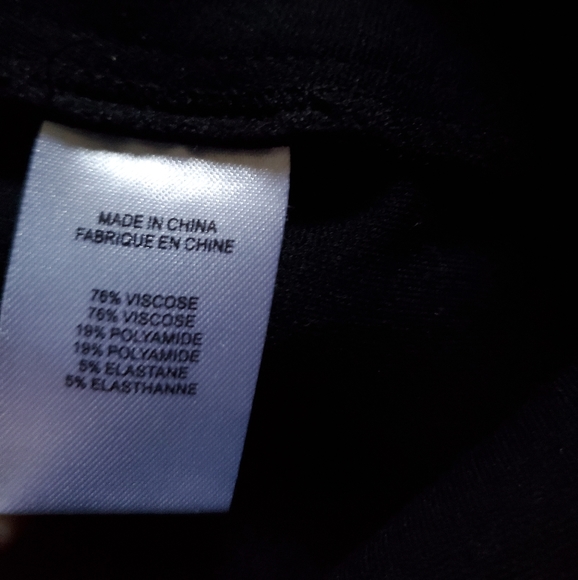 MADE IN CHINA
FABRIQUE EN CHINE
76% VISCOSE
76% VISCOSE
19% POLYAMIDE
19% POLYAMIDE
5% ELASTANE
5% ELASTHANNE